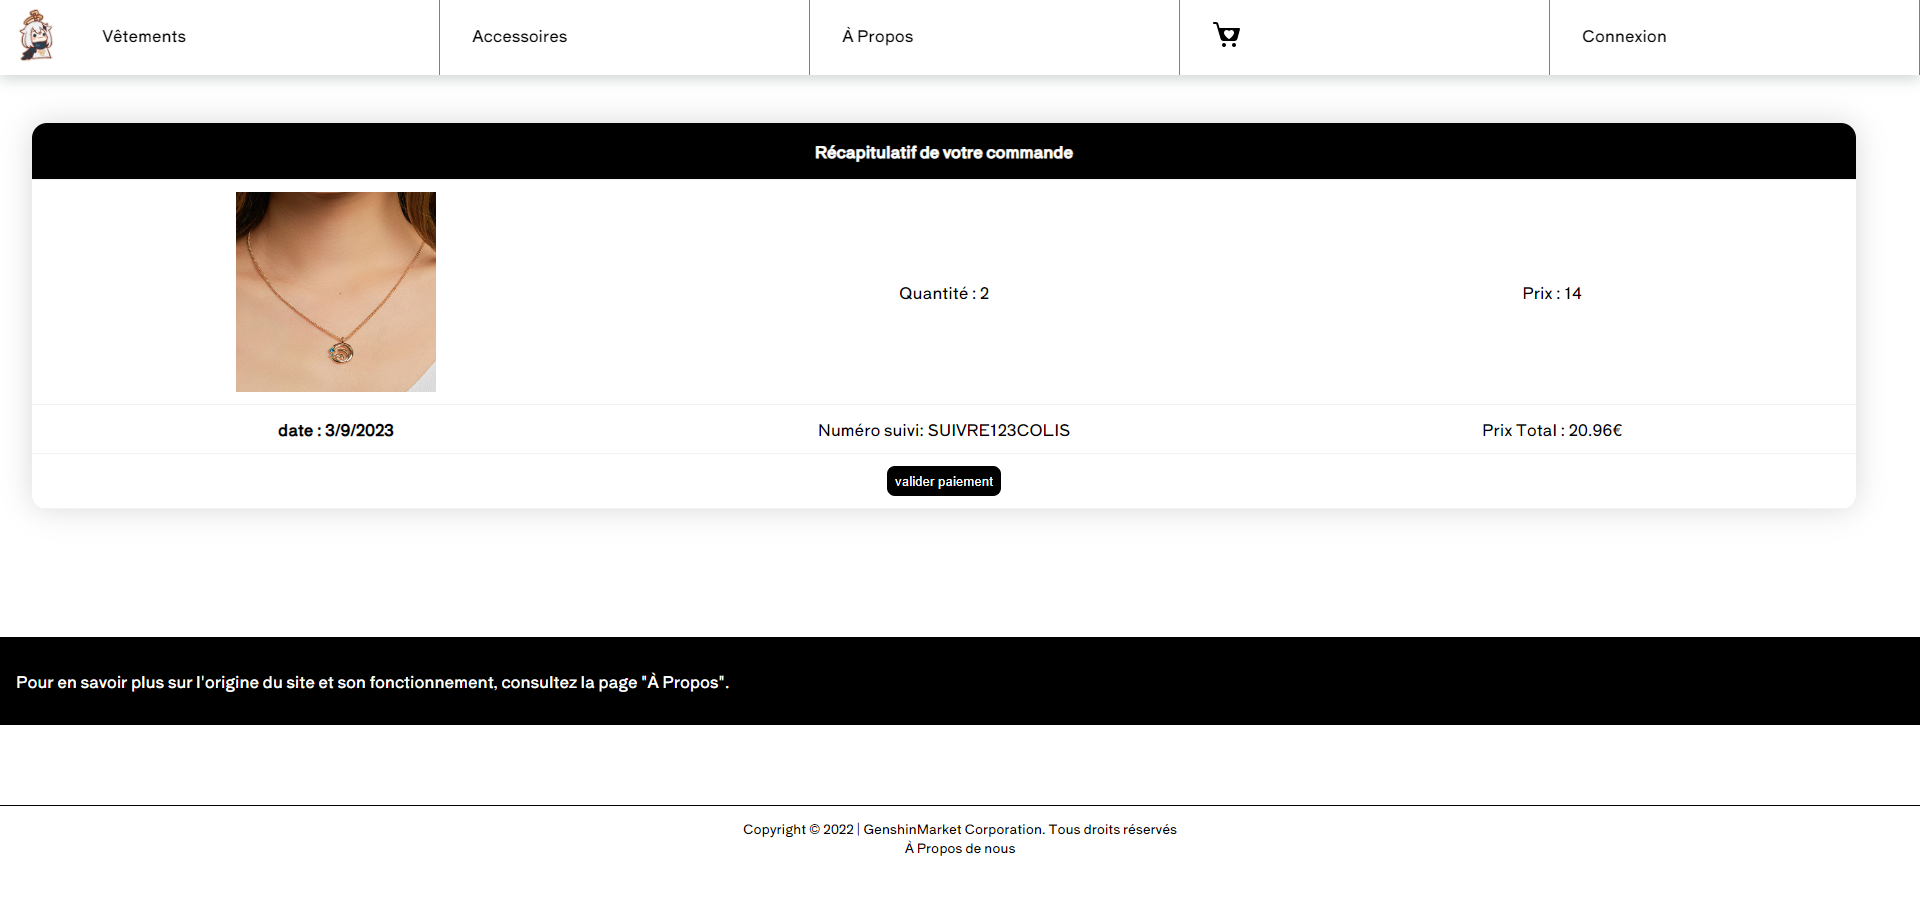 Vêtements
Accessoires
À Propos
Connexion
Récapitulatif de votre commande
Quantité : 2
Prix : 14
date : 3/9/2023
Numéro suivi: SUIVRE123COLIS
Prix Total : 20.96€
valider paiement
Pour en savoir plus sur l'origine du site et son fonctionnement, consultez la page "À Propos".
Copyright © 2022 | GenshinMarket Corporation. Tous droits réservés
À Propos de nous